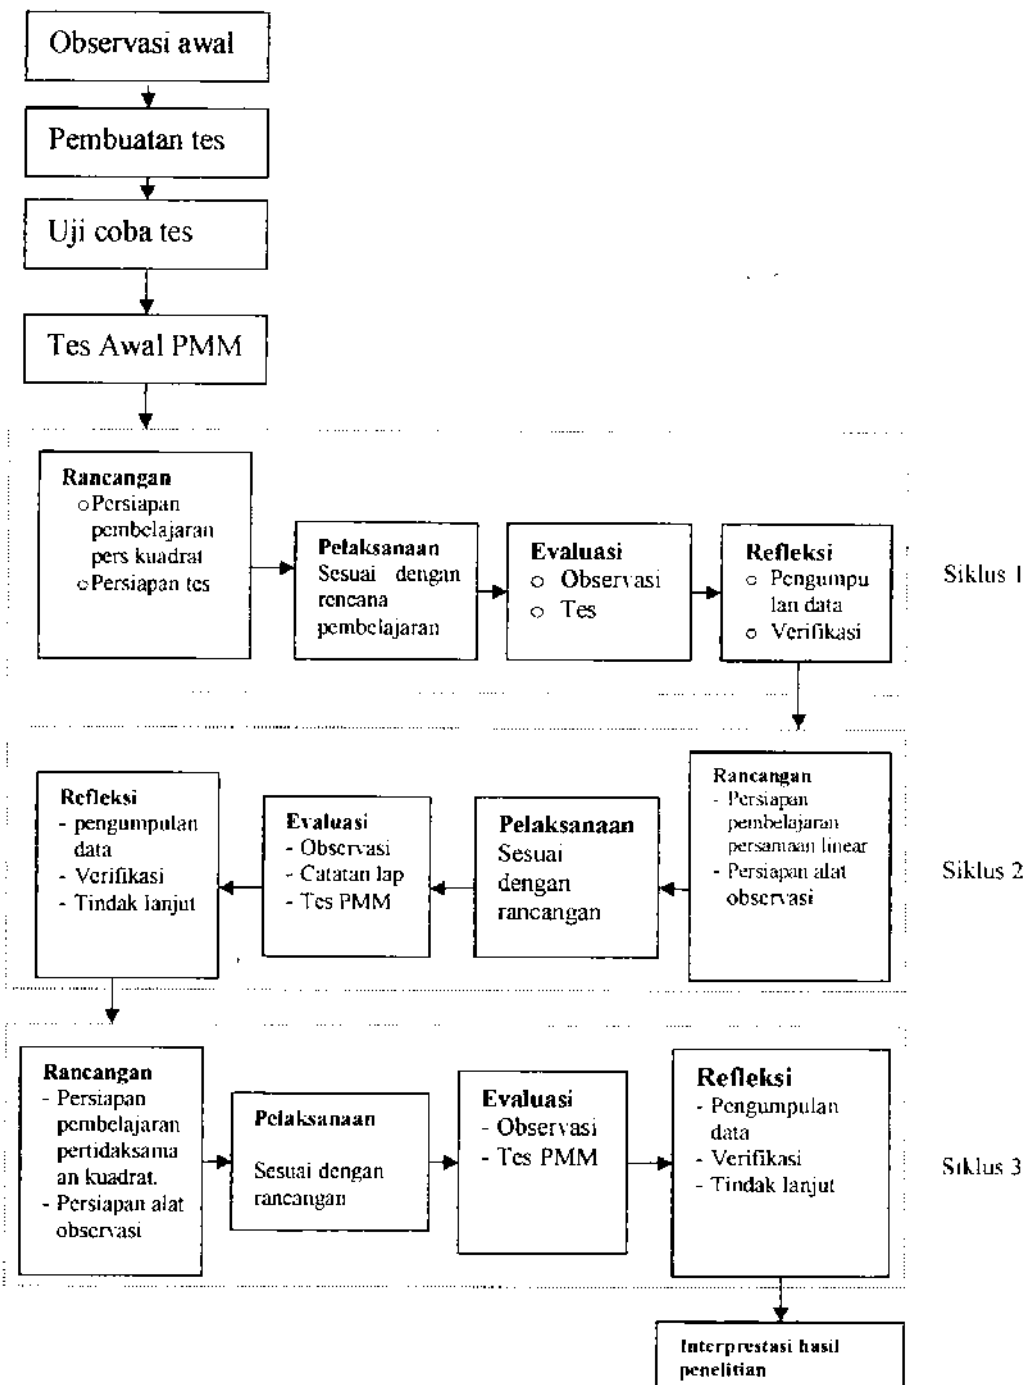 Observasi awal
Pembuatan tes
Uji coba tes
Tes Awal PMM
Rancangan
o Persiapan
pembelajaran
pers kuadrat
o Persiapan tes
Pelaksanaan
Sesuai dengan
rencana
pembelajaran
Evaluasi
o Observasi
o Tes
Refleksi
o Pengumpu
lan data
o Verifikasi
Siklus 1
Rancangan
- Persiapan
pembelajaran
persamaan linear
- Persiapan alat
observasi
Pelaksanaan
Sesuai
dengan
rancangan
Evaluasi
- Observasi
- Catatan lap
- Tes PMM
Refleksi
- pengumpulan
data
- Verifikasi
- Tindak lanjut
Siklus 2
Rancangan
- Persiapan
pembelajaran
pertidaksama
an kuadrat.
- Persiapan alat
observasi
Pelaksanaan
Sesuai dengan
rancangan
Evaluasi
- Observasi
- Tes PMM
Refleksi
- Pengumpulan
data
- Verifikasi
- Tindak lanjut
Siklus 3
Interprestasi hasil
penelitian